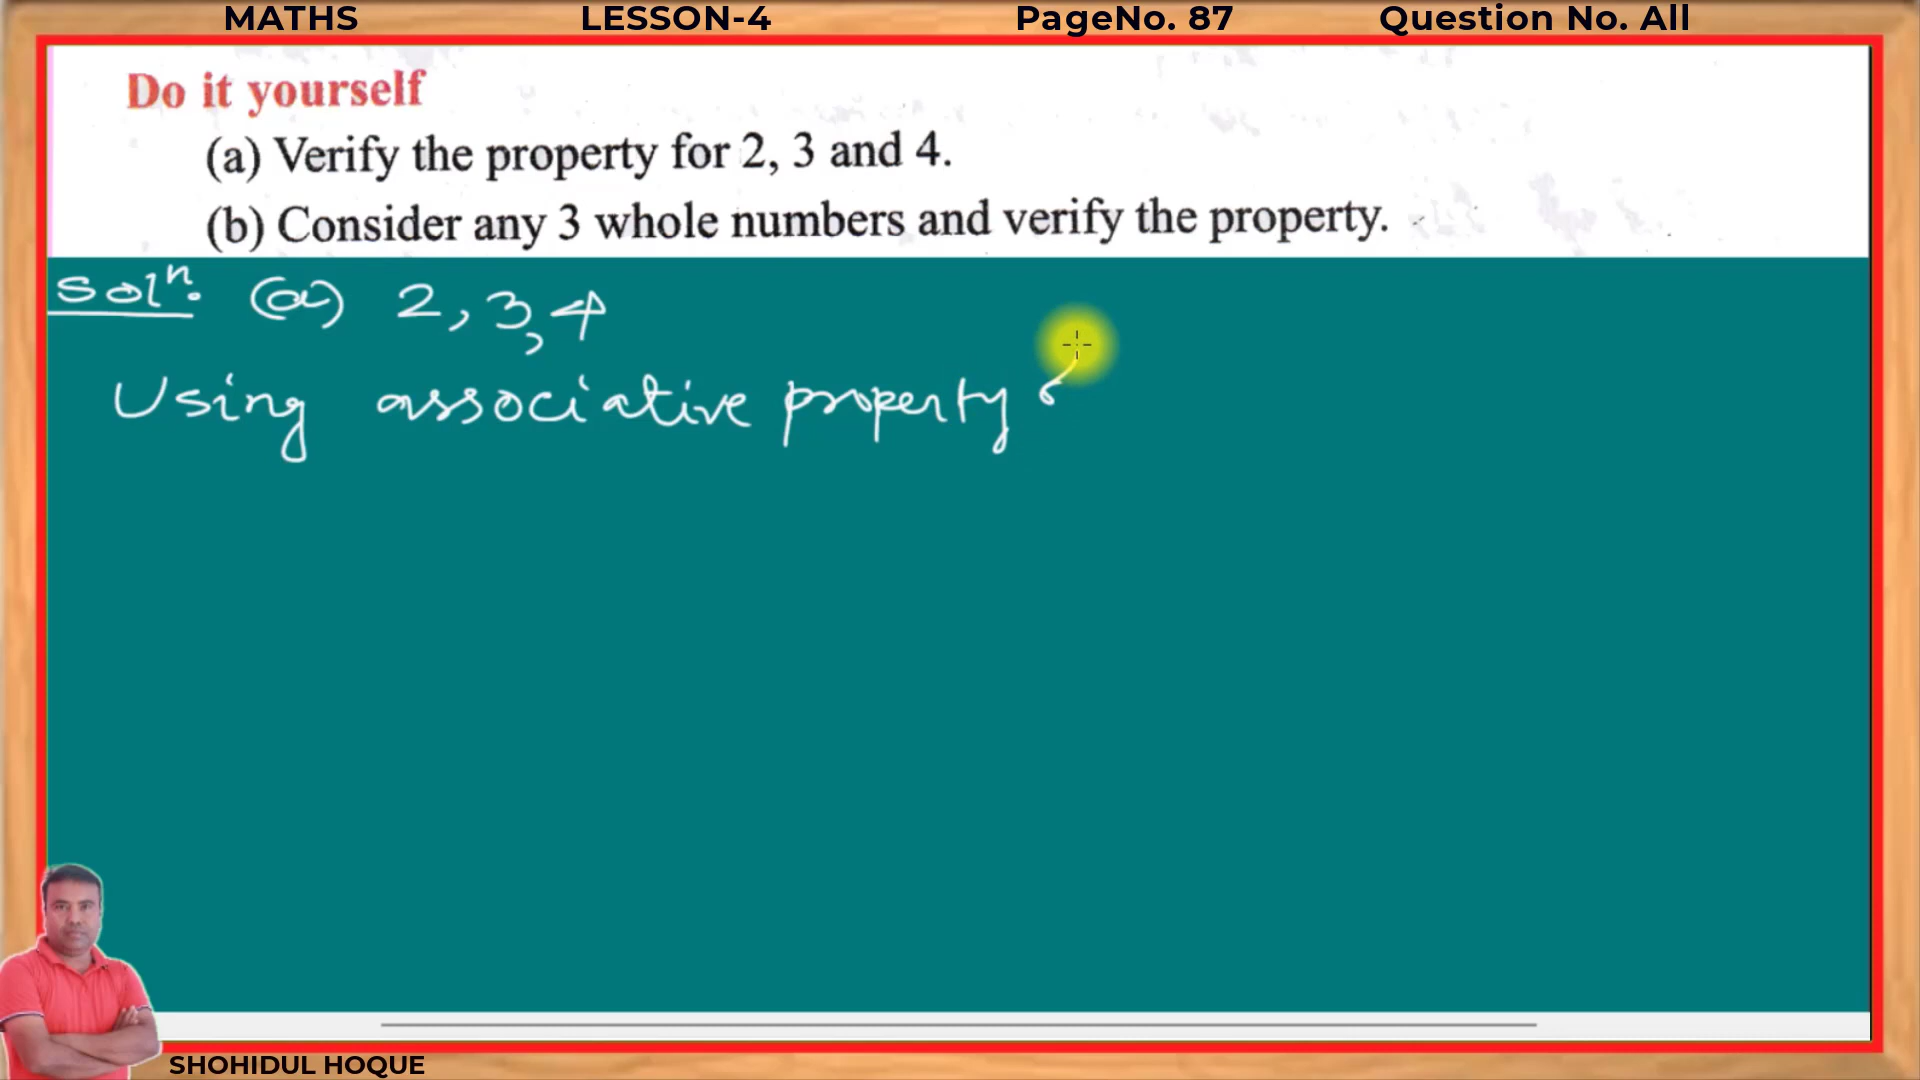 MATHS LESSON-4 PageNo. 87 Question No. All
Do it yourself
(a) Verify the property for 2, 3 and 4.
(b) Consider any 3 whole numbers and verify the property.
Solⁿ. (a) 2, 3, 4
Using associative property
SHOHIDUL HOQUE